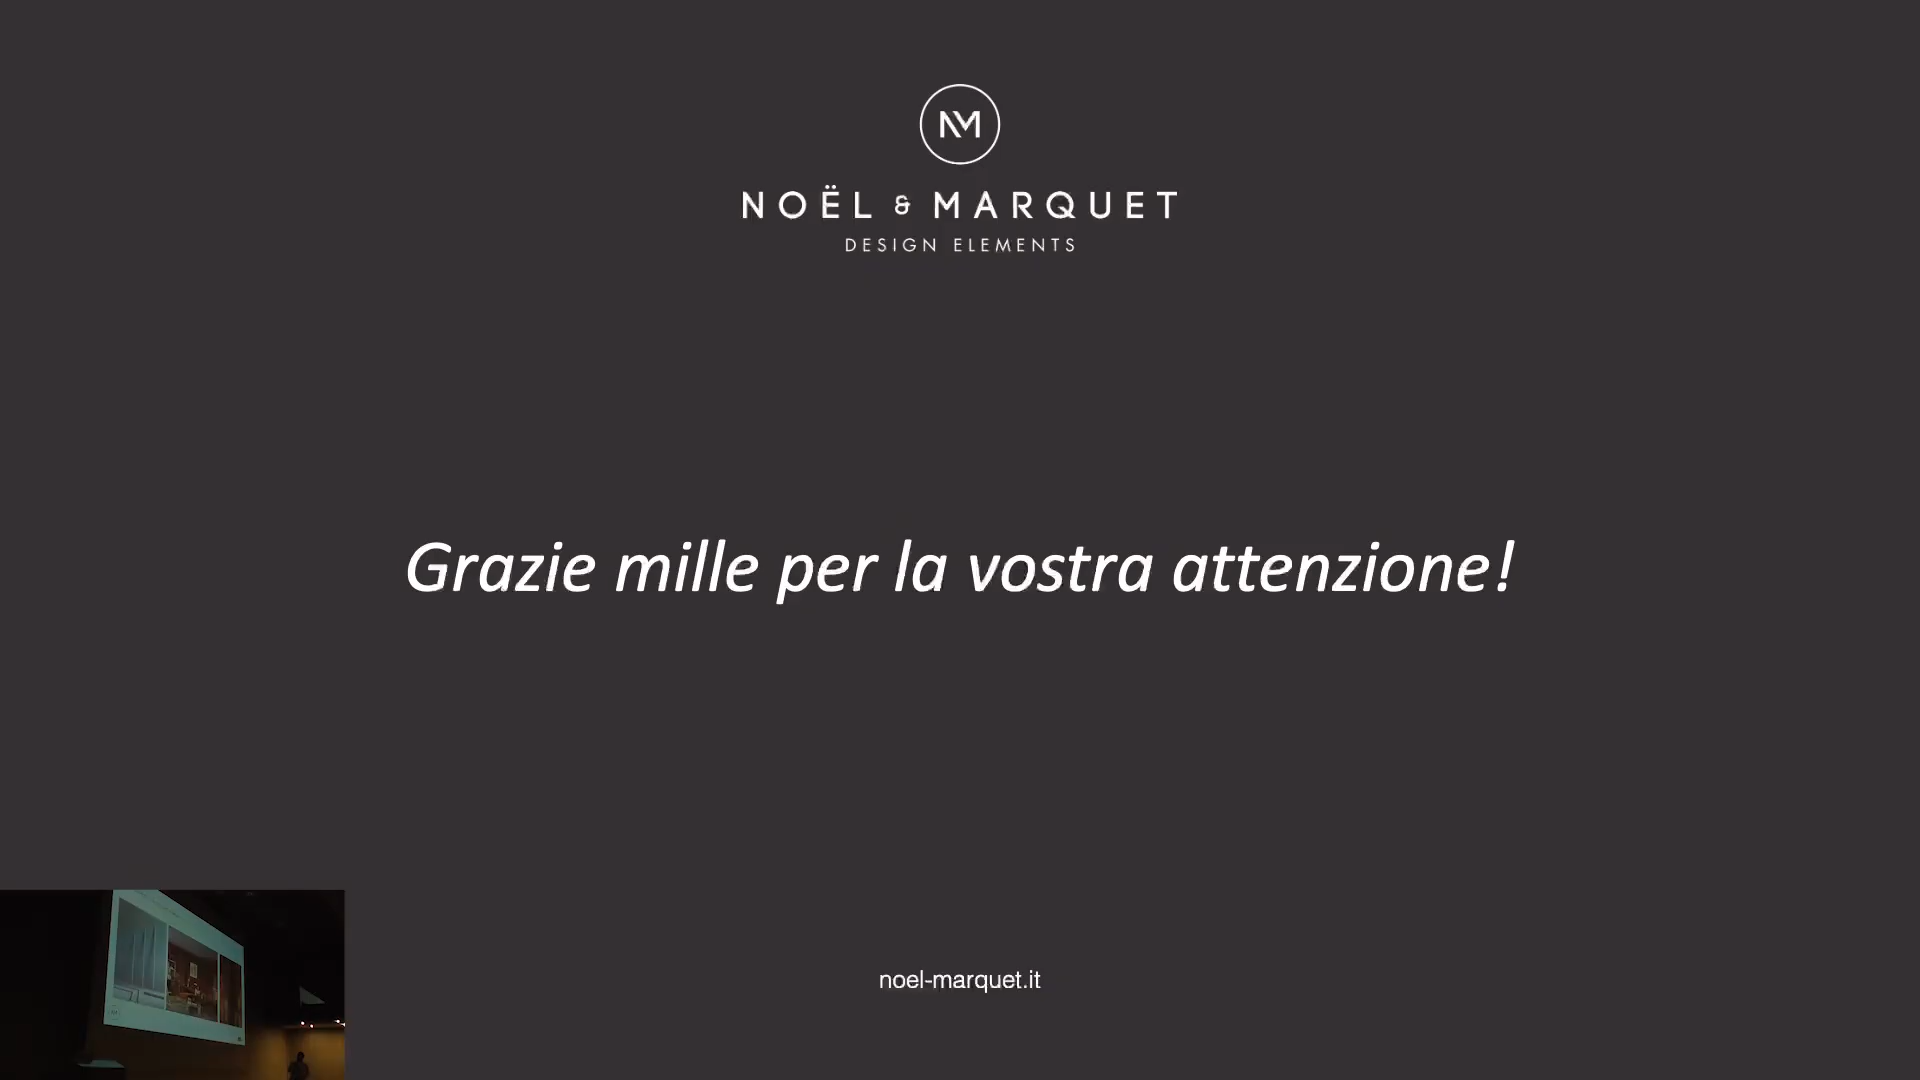 NM
NOËL & MARQUET
DESIGN ELEMENTS
Grazie mille per la vostra attenzione!
noel-marquet.it